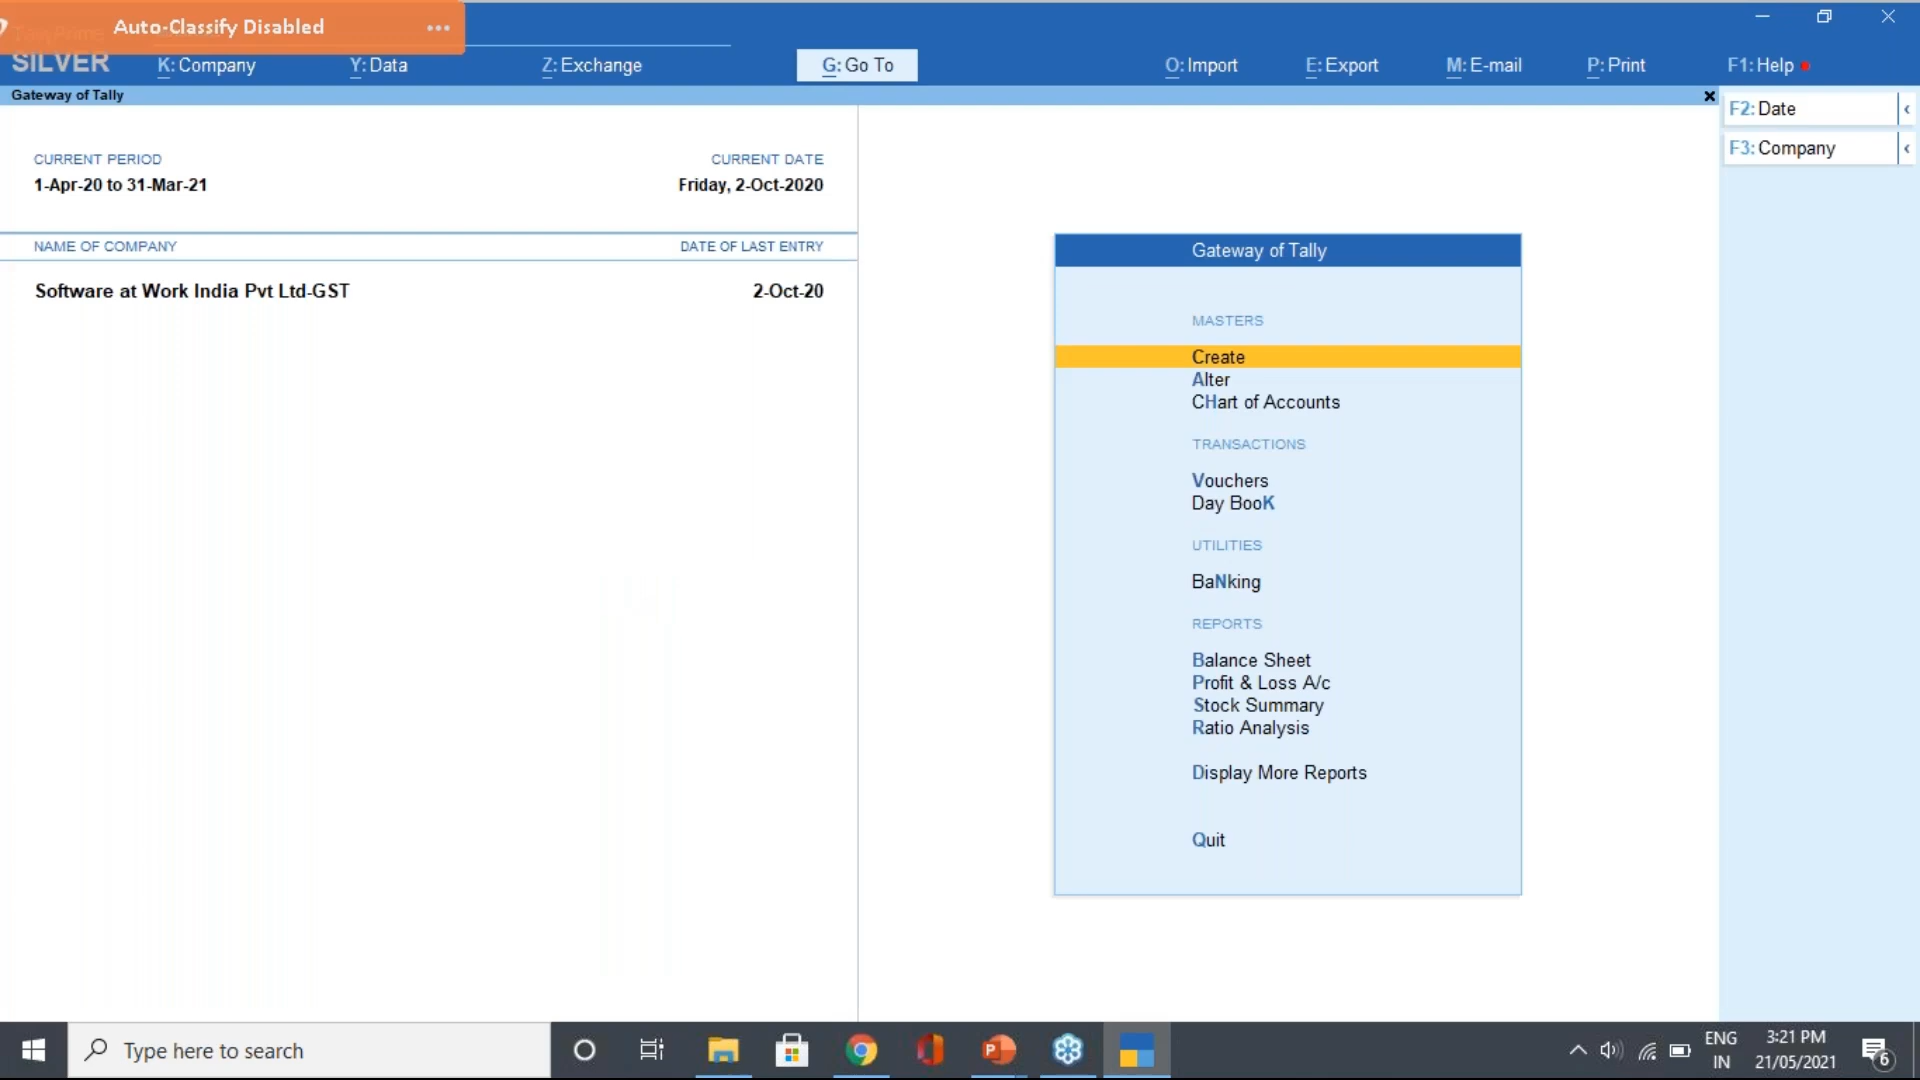 Auto-Classify Disabled
SILVER
K: Company
Y: Data
Z: Exchange
G: Go To
O: Import
E: Export
M: E-mail
P: Print
F1: Help
Gateway of Tally
F2: Date
F3: Company
CURRENT PERIOD
CURRENT DATE
1-Apr-20 to 31-Mar-21
Friday, 2-Oct-2020
NAME OF COMPANY
DATE OF LAST ENTRY
Software at Work India Pvt Ltd-GST
2-Oct-20
Gateway of Tally
MASTERS
Create
Alter
CHart of Accounts
TRANSACTIONS
Vouchers
Day BooK
UTILITIES
BaNking
REPORTS
Balance Sheet
Profit & Loss A/c
Stock Summary
Ratio Analysis
Display More Reports
Quit
Type here to search
ENG
IN
3:21 PM
21/05/2021
6